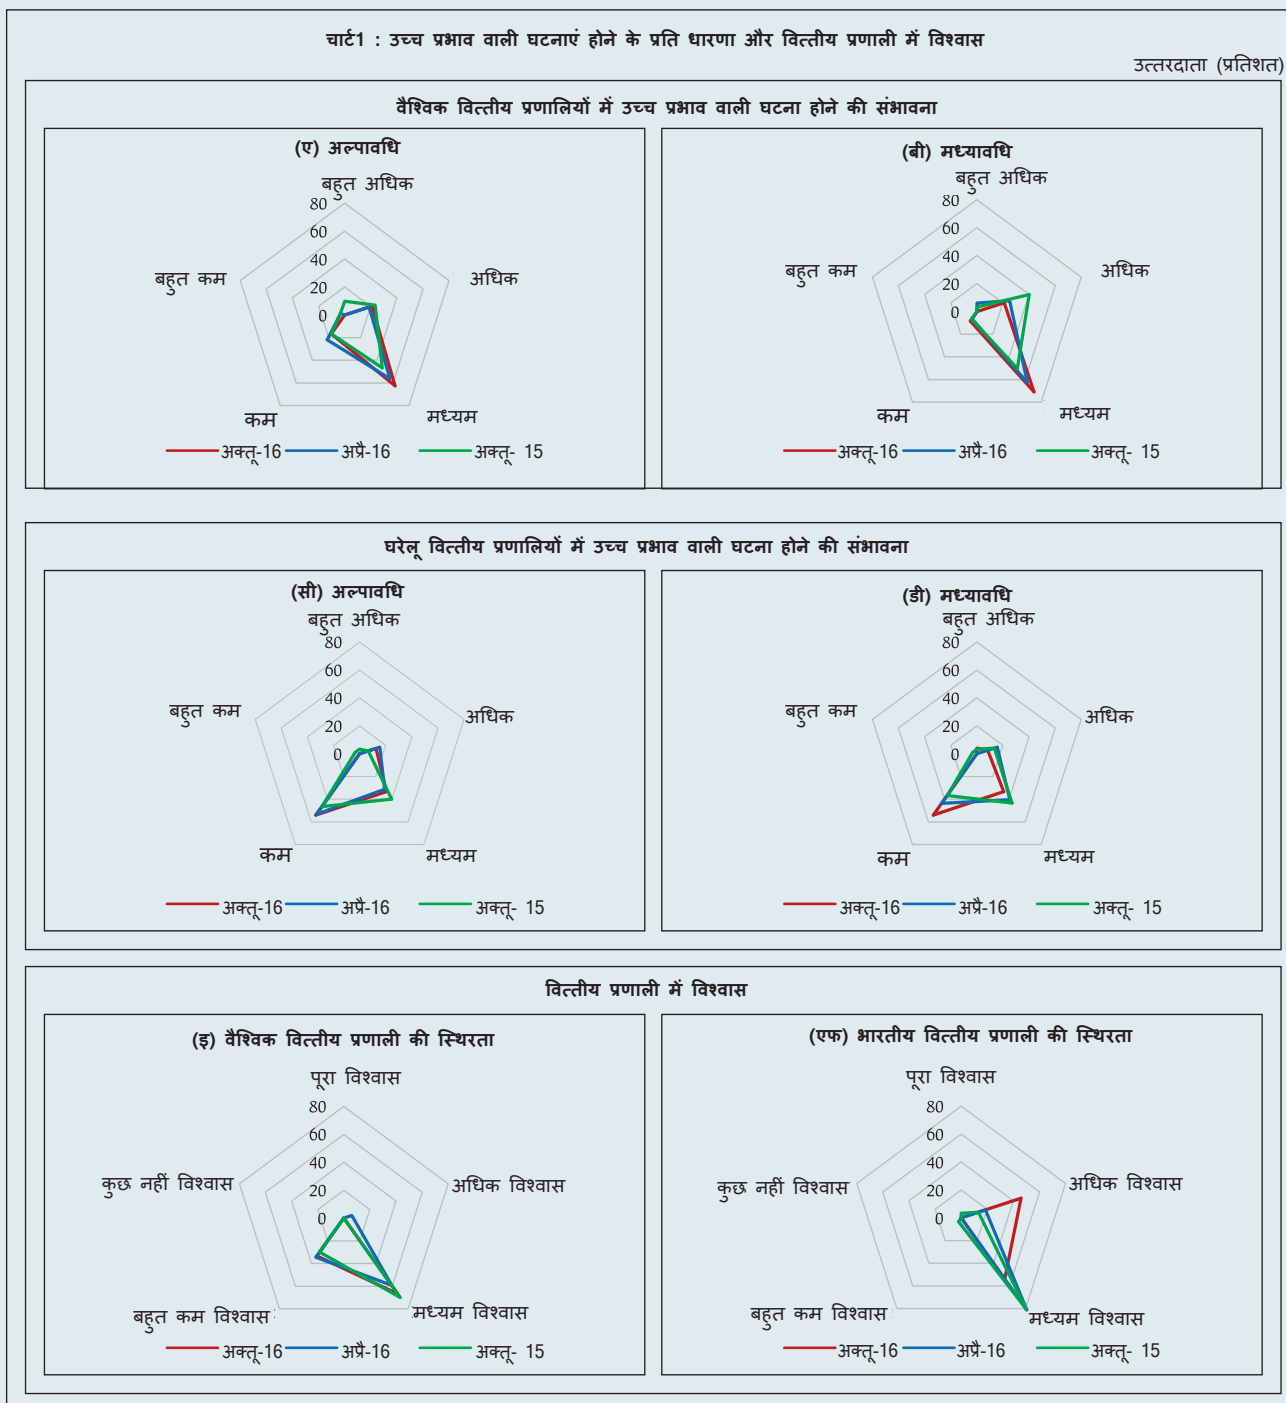 चार्ट1 : उच्च प्रभाव वाली घटनाएं होने के प्रति धारणा और वित्तीय प्रणाली में विश्वास
उत्तरदाता (प्रतिशत)
वैश्विक वित्तीय प्रणालियों में उच्च प्रभाव वाली घटना होने की संभावना
(ए) अल्पावधि
बहुत अधिक
80
60
40
20
0
बहुत कम
अधिक
कम
मध्यम
अक्तू-16 अप्रै-16 अक्तू- 15
(बी) मध्यावधि
बहुत अधिक
80
60
40
20
0
बहुत कम
अधिक
कम
मध्यम
अक्तू-16 अप्रै-16 अक्तू- 15
घरेलू वित्तीय प्रणालियों में उच्च प्रभाव वाली घटना होने की संभावना
(सी) अल्पावधि
बहुत अधिक
80
60
40
20
0
बहुत कम
अधिक
कम
मध्यम
अक्तू-16 अप्रै-16 अक्तू- 15
(डी) मध्यावधि
बहुत अधिक
80
60
40
20
0
बहुत कम
अधिक
कम
मध्यम
अक्तू-16 अप्रै-16 अक्तू- 15
वित्तीय प्रणाली में विश्वास
(इ) वैश्विक वित्तीय प्रणाली की स्थिरता
पूरा विश्वास
80
60
40
20
0
कुछ नहीं विश्वास
अधिक विश्वास
बहुत कम विश्वास
मध्यम विश्वास
अक्तू-16 अप्रै-16 अक्तू- 15
(एफ) भारतीय वित्तीय प्रणाली की स्थिरता
पूरा विश्वास
80
60
40
20
0
कुछ नहीं विश्वास
अधिक विश्वास
बहुत कम विश्वास
मध्यम विश्वास
अक्तू-16 अप्रै-16 अक्तू- 15